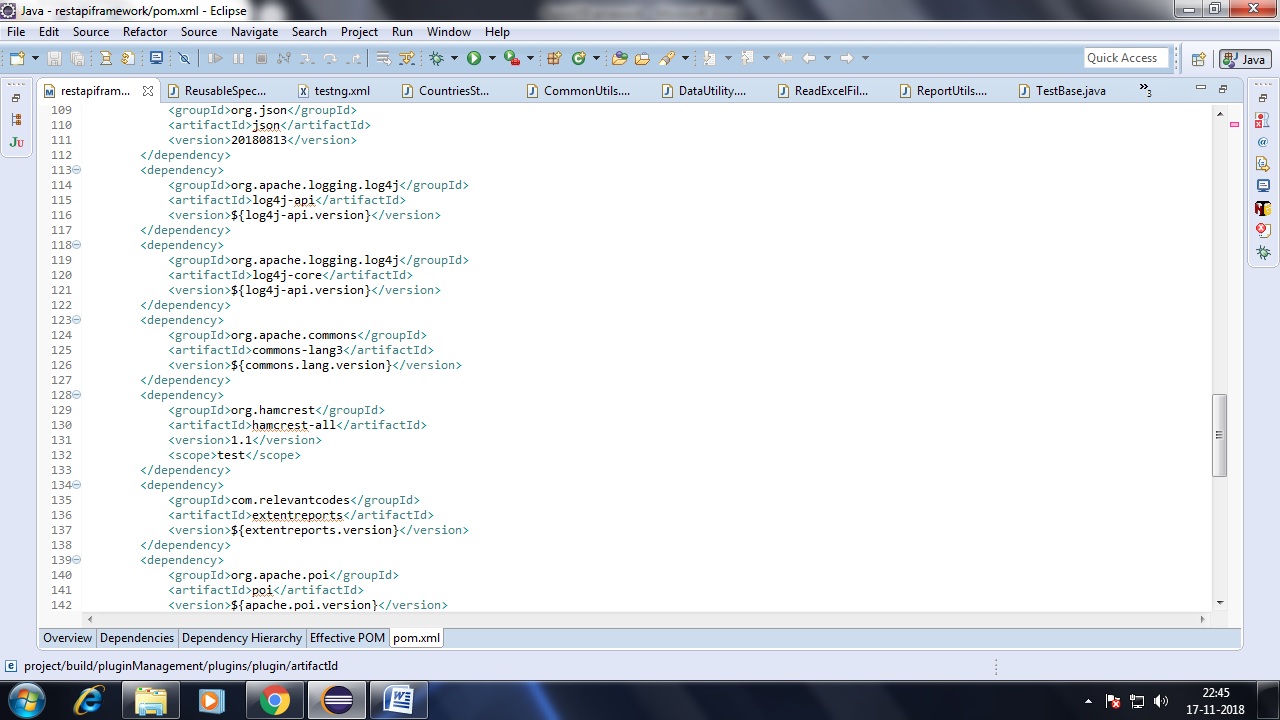 Java - restapiframework/pom.xml - Eclipse
File Edit Source Refactor Source Navigate Search Project Run Window Help
Quick Access Java
restapifram... ReusableSpec... testng.xml CountriesSt... CommonUtils.... DataUtility.... ReadExcelFil... ReportUtils.... TestBase.java »3
109 <groupId>org.json</groupId>
110 <artifactId>json</artifactId>
111 <version>20180813</version>
112 </dependency>
113 <dependency>
114 <groupId>org.apache.logging.log4j</groupId>
115 <artifactId>log4j-api</artifactId>
116 <version>${log4j-api.version}</version>
117 </dependency>
118 <dependency>
119 <groupId>org.apache.logging.log4j</groupId>
120 <artifactId>log4j-core</artifactId>
121 <version>${log4j-api.version}</version>
122 </dependency>
123 <dependency>
124 <groupId>org.apache.commons</groupId>
125 <artifactId>commons-lang3</artifactId>
126 <version>${commons.lang.version}</version>
127 </dependency>
128 <dependency>
129 <groupId>org.hamcrest</groupId>
130 <artifactId>hamcrest-all</artifactId>
131 <version>1.1</version>
132 <scope>test</scope>
133 </dependency>
134 <dependency>
135 <groupId>com.relevantcodes</groupId>
136 <artifactId>extentreports</artifactId>
137 <version>${extentreports.version}</version>
138 </dependency>
139 <dependency>
140 <groupId>org.apache.poi</groupId>
141 <artifactId>poi</artifactId>
142 <version>${apache.poi.version}</version>
Overview Dependencies Dependency Hierarchy Effective POM pom.xml
project/build/pluginManagement/plugins/plugin/artifactId
22:45
17-11-2018